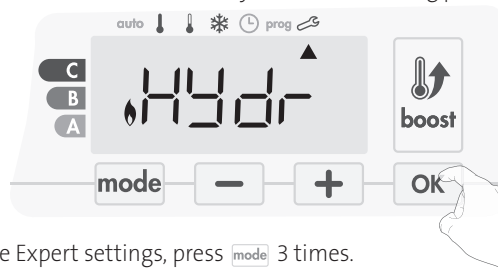 auto prog
C
B
A
Hydr
boost
mode − + OK
e Expert settings, press mode 3 times.